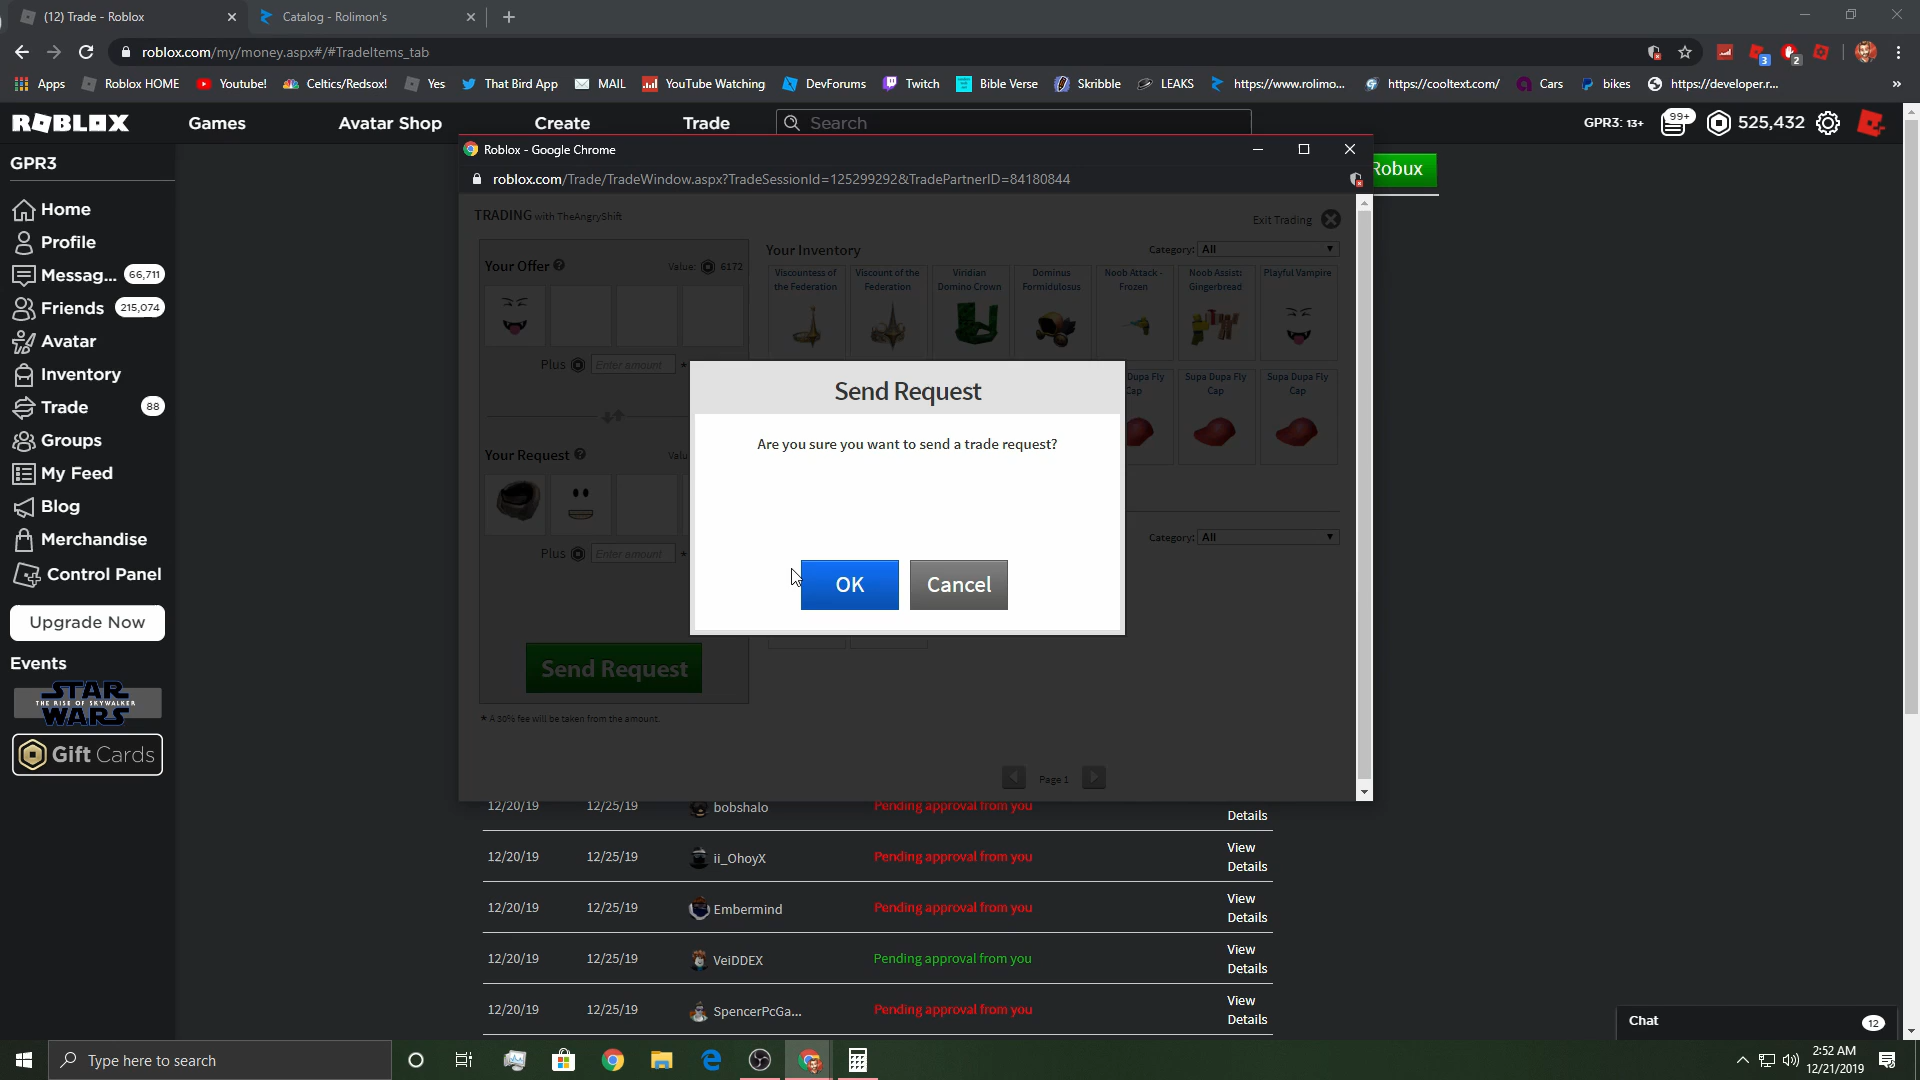 (12) Trade - Roblox
Catalog - Rolimon's
roblox.com/my/money.aspx#/#TradeItems_tab
3
2
Apps
Roblox HOME
Youtube!
Celtics/Redsox!
Yes
That Bird App
MAIL
YouTube Watching
DevForums
Twitch
Bible Verse
Skribble
LEAKS
https://www.rolimo...
https://cooltext.com/
Cars
bikes
https://developer.r...
»
ROBLOX
Games
Avatar Shop
Create
Trade
Search
GPR3: 13+
99+
525,432
GPR3
Home
Profile
Messag... 66,711
Friends 215,074
Avatar
Inventory
Trade 88
Groups
My Feed
Blog
Merchandise
Control Panel
Upgrade Now
Events
STAR
THE RISE OF SKYWALKER
WARS
Gift Cards
Robux
Roblox - Google Chrome
roblox.com/Trade/TradeWindow.aspx?TradeSessionId=125299292&TradePartnerID=84180844
TRADING with TheAngryShift
Exit Trading
Your Offer
Value: 6172
Plus Enter amount *
Your Request
Valu
Plus Enter amount *
Send Request
* A 30% fee will be taken from the amount.
Your Inventory
Category: All
Viscountess of the Federation
Viscount of the Federation
Viridian Domino Crown
Dominus Formidulosus
Noob Attack - Frozen
Noob Assist: Gingerbread
Playful Vampire
Dupa Fly Cap
Supa Dupa Fly Cap
Supa Dupa Fly Cap
Category: All
Page 1
Send Request
Are you sure you want to send a trade request?
OK
Cancel
12/20/19 12/25/19 bobshalo Pending approval from you Details
12/20/19 12/25/19 ii_OhoyX Pending approval from you View Details
12/20/19 12/25/19 Embermind Pending approval from you View Details
12/20/19 12/25/19 VeiDDEX Pending approval from you View Details
12/20/19 12/25/19 SpencerPcGa... Pending approval from you View Details
Chat 12
Type here to search
2:52 AM
12/21/2019